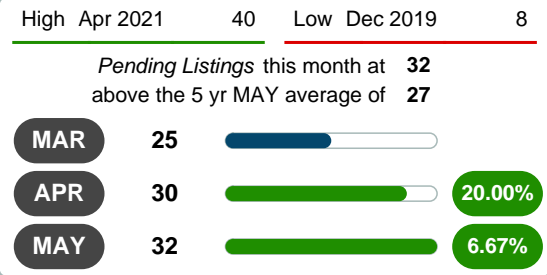 High Apr 2021 40 Low Dec 2019 8
Pending Listings this month at 32
above the 5 yr MAY average of 27
MAR 25
APR 30 20.00%
MAY 32 6.67%